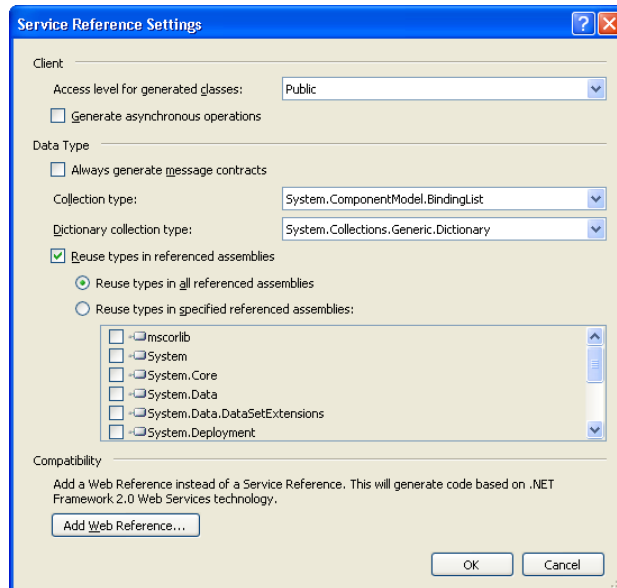 Service Reference Settings
Client
Access level for generated classes:
Public
Generate asynchronous operations
Data Type
Always generate message contracts
Collection type:
System.ComponentModel.BindingList
Dictionary collection type:
System.Collections.Generic.Dictionary
Reuse types in referenced assemblies
Reuse types in all referenced assemblies
Reuse types in specified referenced assemblies:
mscorlib
System
System.Core
System.Data
System.Data.DataSetExtensions
System.Deployment
Compatibility
Add a Web Reference instead of a Service Reference. This will generate code based on .NET
Framework 2.0 Web Services technology.
Add Web Reference...
OK
Cancel